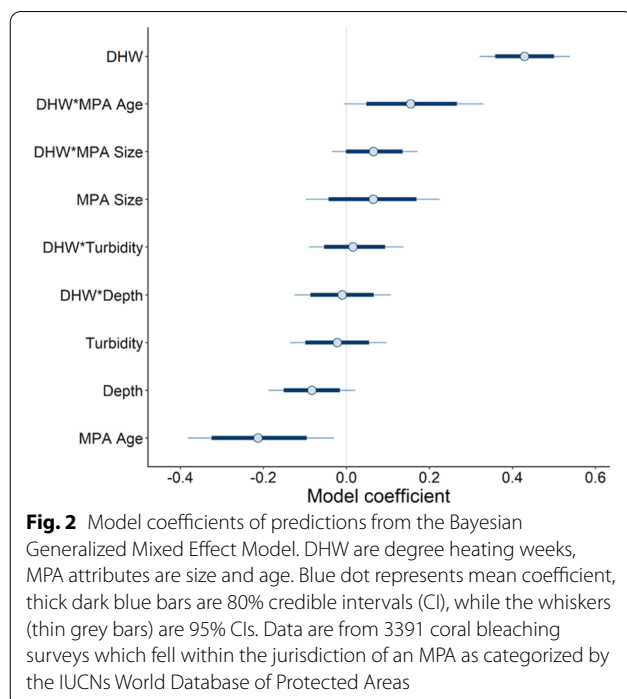 DHW
DHW*MPA Age
DHW*MPA Size
MPA Size
DHW*Turbidity
DHW*Depth
Turbidity
Depth
MPA Age
-0.4 -0.2 0.0 0.2 0.4 0.6
Model coefficient
Fig. 2 Model coefficients of predictions from the Bayesian
Generalized Mixed Effect Model. DHW are degree heating weeks,
MPA attributes are size and age. Blue dot represents mean coefficient,
thick dark blue bars are 80% credible intervals (CI), while the whiskers
(thin grey bars) are 95% CIs. Data are from 3391 coral bleaching
surveys which fell within the jurisdiction of an MPA as categorized by
the IUCNs World Database of Protected Areas